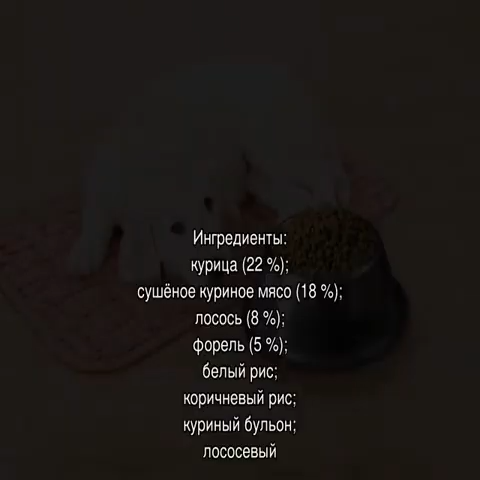 Ингредиенты:
курица (22 %);
сушёное куриное мясо (18 %);
лосось (8 %);
форель (5 %);
белый рис;
коричневый рис;
куриный бульон;
лососевый